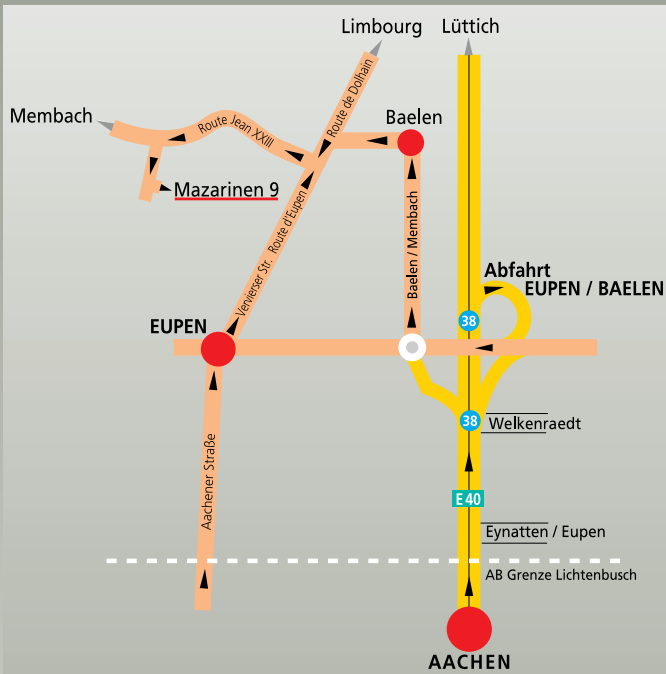 Limbourg
Lüttich
Membach
Route Jean XXIII
Route de Dolhain
Baelen
Mazarinen 9
Vervierser Str. Route d'Eupen
Baelen / Membach
Abfahrt
EUPEN / BAELEN
38
EUPEN
38
Welkenraedt
Aachener Straße
E 40
Eynatten / Eupen
AB Grenze Lichtenbusch
AACHEN